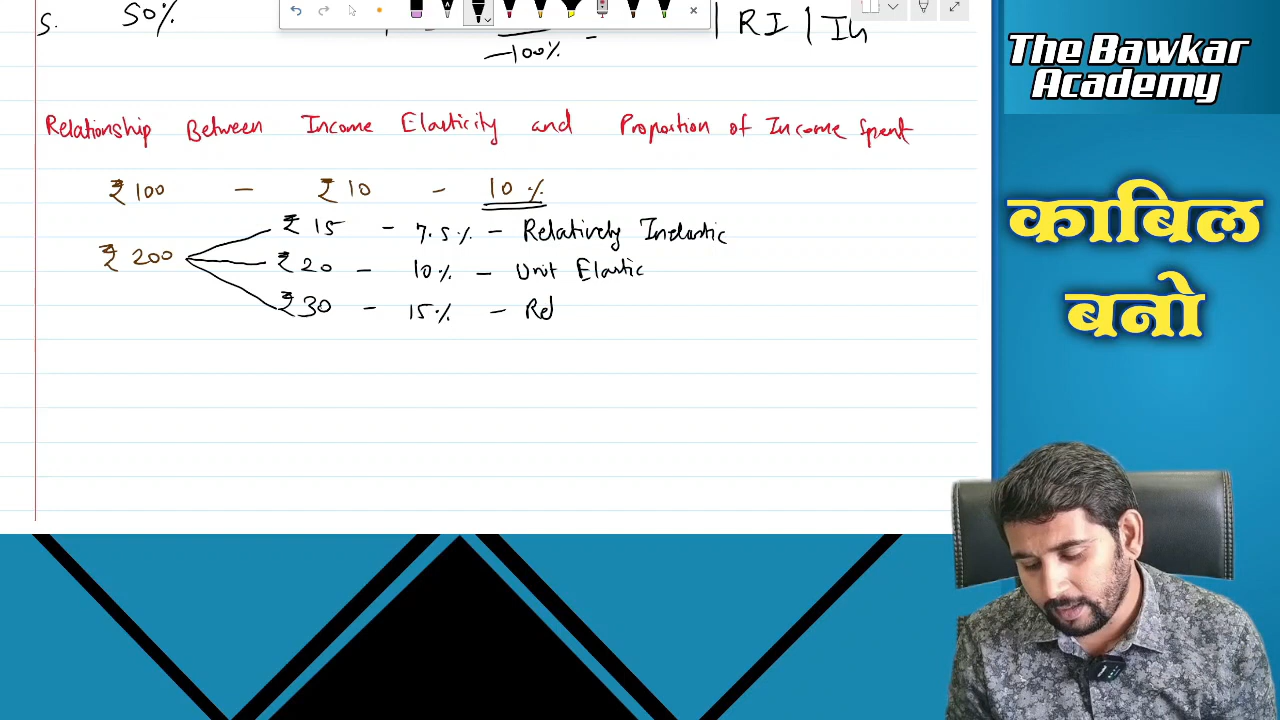 5. 50%
-100%
| RI | In
Relationship Between Income Elasticity and Proportion of Income Spent
₹100 - ₹10 - 10%
₹15 - 7.5% - Relatively Inelastic
₹200
₹20 - 10% - Unit Elastic
₹30 - 15% - Rel
The Bawkar
Academy
काबिल
बनो